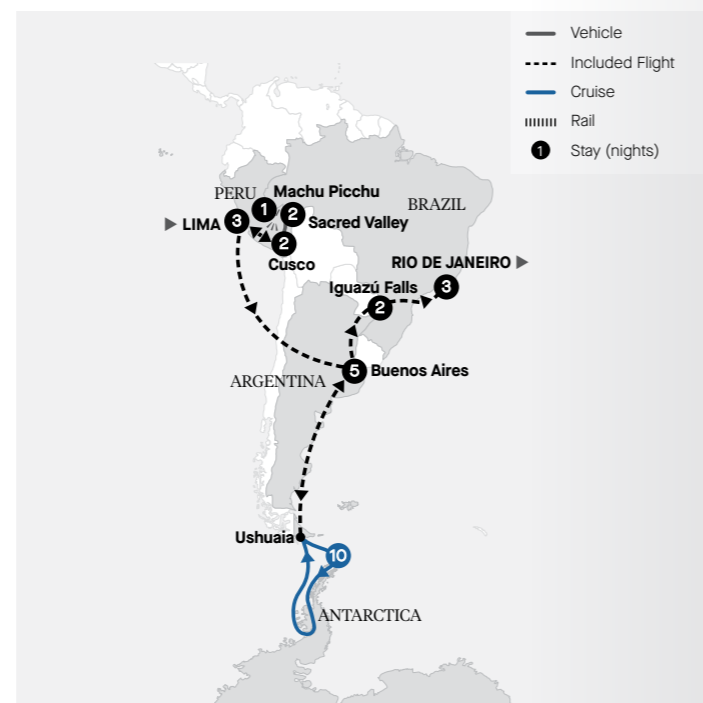 Vehicle
Included Flight
Cruise
Rail
1 Stay (nights)
PERU
Machu Picchu
1
2
Sacred Valley
BRAZIL
LIMA
3
2
Cusco
RIO DE JANEIRO
3
Iguazú Falls
2
5
Buenos Aires
ARGENTINA
Ushuaia
10
ANTARCTICA